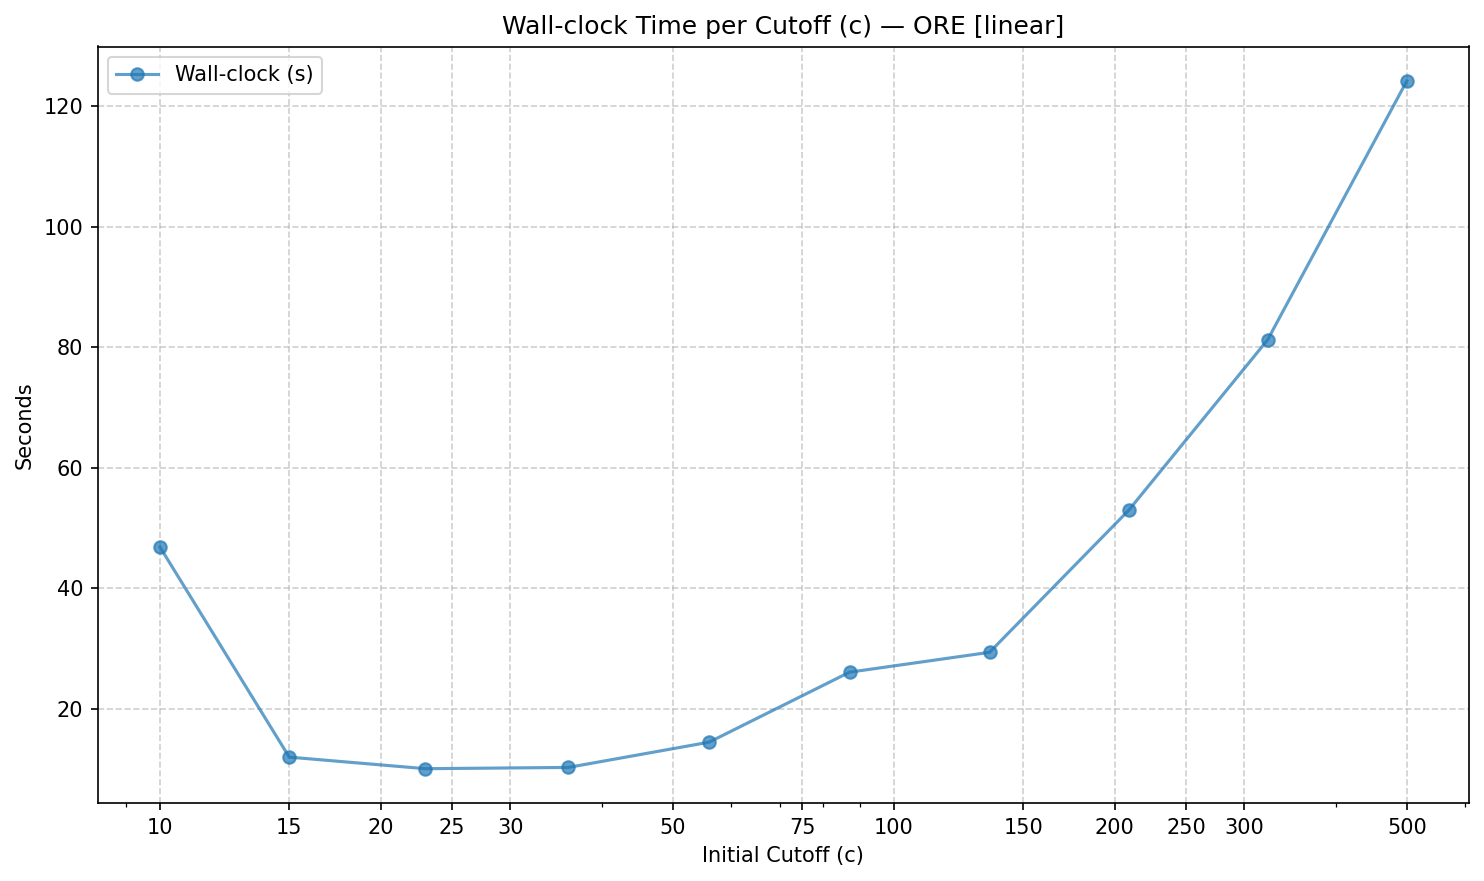 Wall-clock Time per Cutoff (c) — ORE [linear]
Wall-clock (s)
120
100
80
60
40
20
Seconds
10 15 20 25 30 50 75 100 150 200 250 300 500
Initial Cutoff (c)